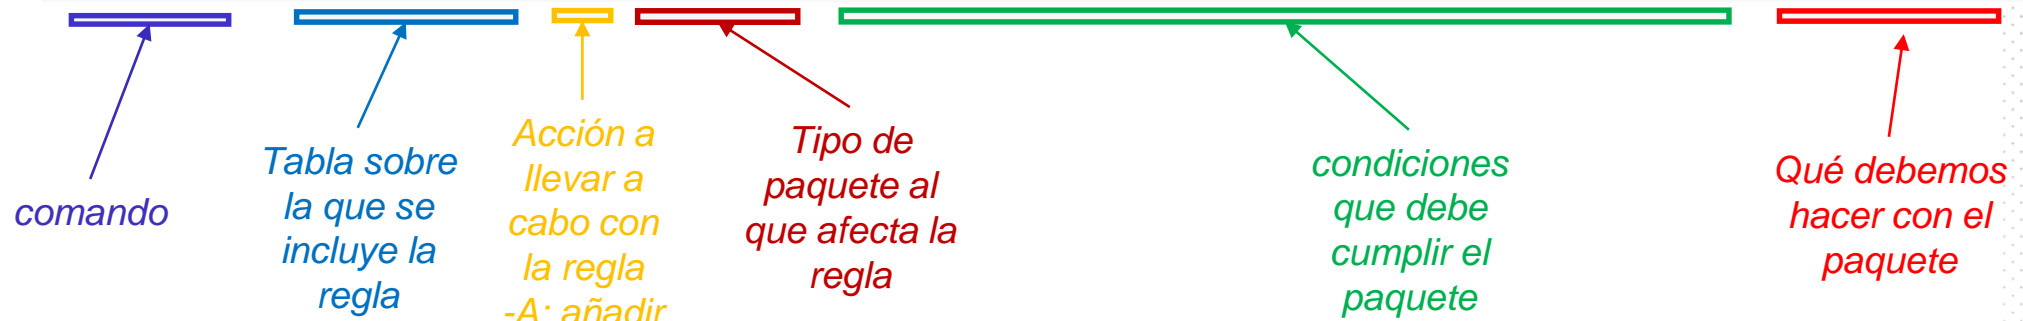 comando
Tabla sobre
la que se
incluye la
regla
Acción a
llevar a
cabo con
la regla
-A: añadir
Tipo de
paquete al
que afecta la
regla
condiciones
que debe
cumplir el
paquete
Qué debemos
hacer con el
paquete